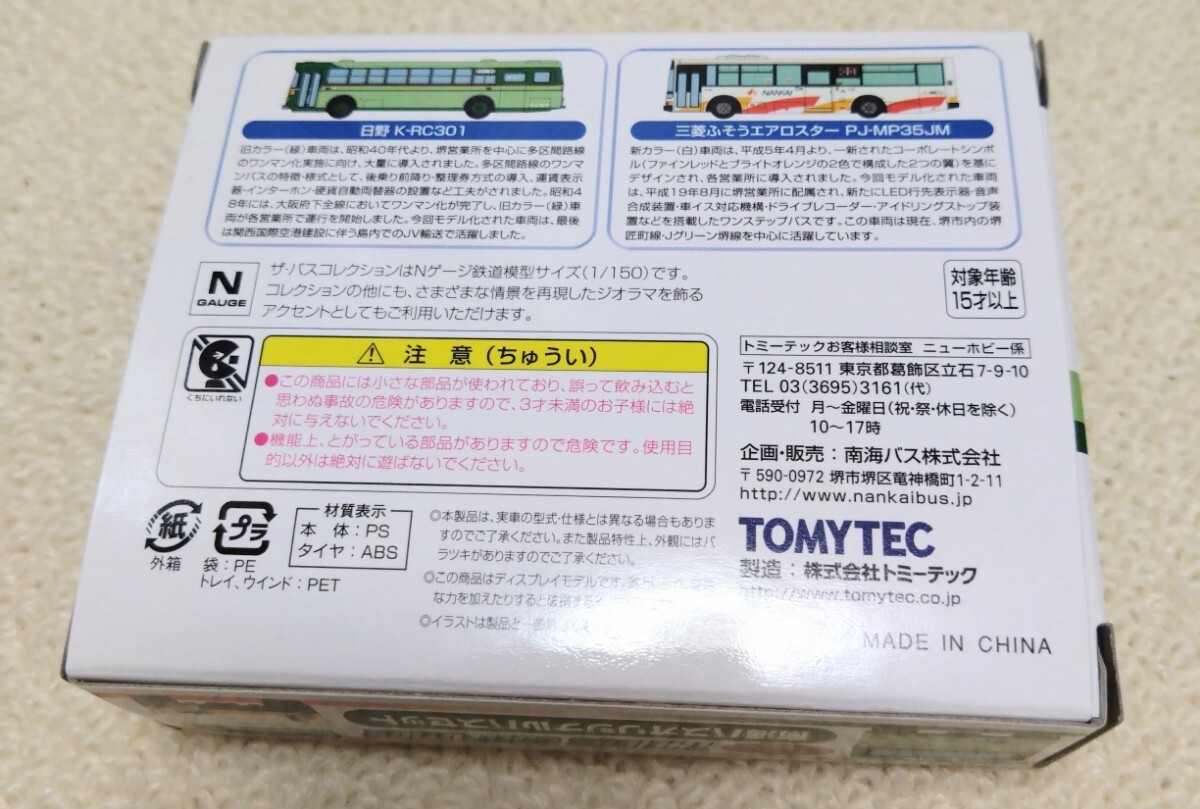 日野 K-RC301
旧カラー(緑)車両は、昭和40年代より、堺営業所を中心に多区間路線
のワンマン化実施に向け、大量に導入されました。多区間路線のワンマ
ンバスの特徴・様式として、後乗り前降り・整理券方式の導入、運賃表示
器・インターホン・硬貨自動両替器の設置など工夫がされました。昭和4
8年には、大阪府下全線においてワンマン化が完了し、旧カラー(緑)車
両が各営業所で運行を開始しました。今回モデル化された車両は、最後
は関西国際空港建設に伴う島内でのJV輸送で活躍しました。
NANKAI
三菱ふそうエアロスター PJ-MP35JM
新カラー(白)車両は、平成5年4月より、一新されたコーポレートシンボ
ル(ファインレッドとブライトオレンジの2色で構成した2つの翼)を基に
デザインされ、各営業所に導入されました。今回モデル化された車両
は、平成19年8月に堺営業所に配属され、新たにLED行先表示器・音声
合成装置・車イス対応機構・ドライブレコーダー・アイドリングストップ装
置などを搭載したワンステップバスです。この車両は現在、堺市内の堺
匠町線・Jグリーン堺線を中心に活躍しています。
N
GAUGE
ザ・バスコレクションはNゲージ鉄道模型サイズ(1/150)です。
コレクションの他にも、さまざまな情景を再現したジオラマを飾る
アクセントとしてもご利用いただけます。
対象年齢
15才以上
くちにいれない
⚠ 注 意 (ちゅうい)
●この商品には小さな部品が使われており、誤って飲み込むと
思わぬ事故の危険がありますので、3才未満のお子様には絶
対に与えないでください。
●機能上、とがっている部品がありますので危険です。使用目
的以外は絶対に遊ばないでください。
トミーテックお客様相談室 ニューホビー係
〒124-8511 東京都葛飾区立石7-9-10
TEL 03(3695)3161(代)
電話受付 月〜金曜日(祝・祭・休日を除く)
10〜17時
企画・販売：南海バス株式会社
〒590-0972 堺市堺区竜神橋町1-2-11
http://www.nankaibus.jp
TOMYTEC
製造：株式会社トミーテック
http://www.tomytec.co.jp
MADE IN CHINA
紙
外箱
プラ
袋：PE
トレイ、ウインド：PET
材質表示
本 体：PS
タイヤ：ABS
◎本製品は、実車の型式・仕様とは異なる場合もありま
すのでご了承ください。また製品特性上、外観にはバ
ラツキがありますのでご了承ください。
◎この商品はディスプレイモデルです。
な力を加えたりすると破損する
◎イラストは製品と一部異
南海バスオリジナルバスセット